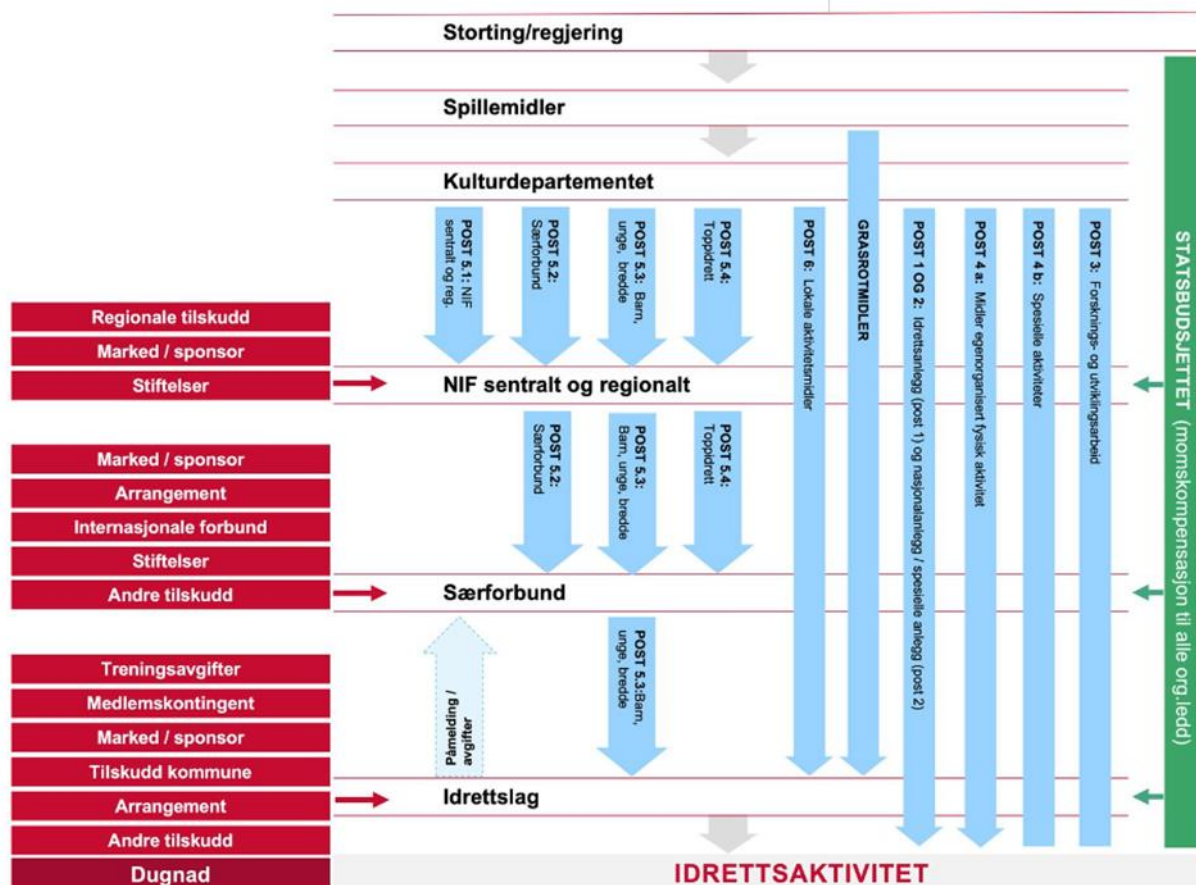 Storting/regjering
Spillemidler
Kulturdepartementet
POST 5.1: NIF
sentralt og reg.
POST 5.2:
Særforbund
POST 5.3: Barn,
unge, bredde
POST 5.4:
Toppidrett
POST 6: Lokale aktivitetsmidler
GRASROTMIDLER
POST 1 OG 2: Idrettsanlegg (post 1) og nasjonalanlegg / spesielle anlegg (post 2)
POST 4 a: Midler egenorganisert fysisk aktivitet
POST 4 b: Spesielle aktiviteter
POST 3: Forsknings- og utviklingsarbeid
STATSBUDSJETTET (momskompensasjon til alle org.ledd)
Regionale tilskudd
Marked / sponsor
Stiftelser
NIF sentralt og regionalt
POST 5.2:
Særforbund
POST 5.3:
Barn, unge, bredde
POST 5.4:
Toppidrett
Marked / sponsor
Arrangement
Internasjonale forbund
Stiftelser
Andre tilskudd
Særforbund
Påmelding /
avgifter
POST 5.3:Barn,
unge, bredde
Treningsavgifter
Medlemskontingent
Marked / sponsor
Tilskudd kommune
Arrangement
Andre tilskudd
Dugnad
Idrettslag
IDRETTSAKTIVITET